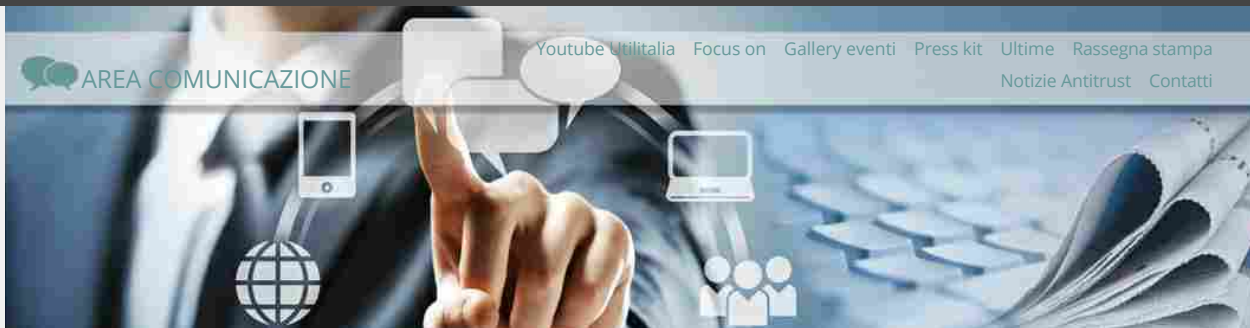 Youtube Utilitalia Focus on Gallery eventi Press kit Ultime Rassegna stampa
AREA COMUNICAZIONE
Notizie Antitrust Contatti